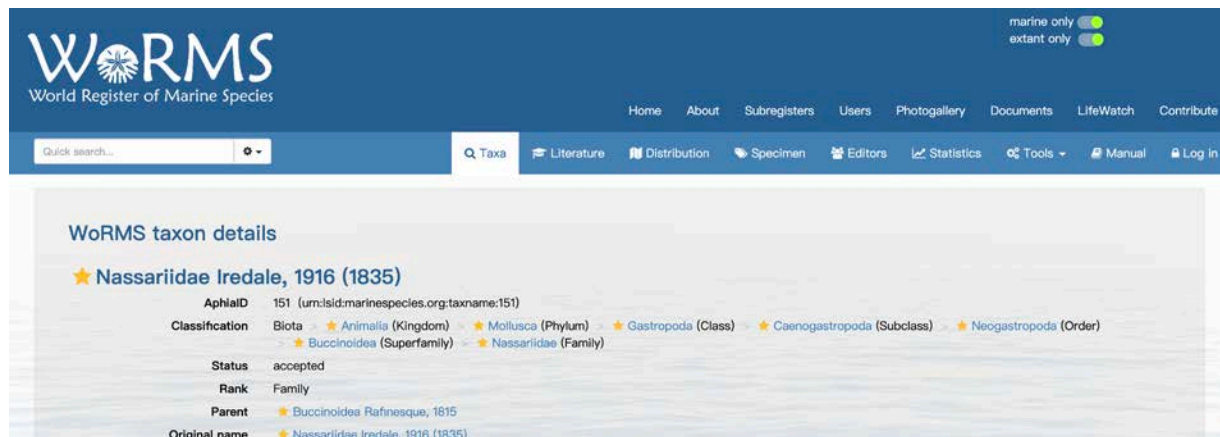 marine only
extant only
WoRMS
World Register of Marine Species
Home About Subregisters Users Photogallery Documents LifeWatch Contribute
Quick search... Taxa Literature Distribution Specimen Editors Statistics Tools Manual Log in
WoRMS taxon details
Nassariidae Iredale, 1916 (1835)
AphiaID 151 (urn:lsid:marinespecies.org:taxname:151)
Classification Biota Animalia (Kingdom) Mollusca (Phylum) Gastropoda (Class) Caenogastropoda (Subclass) Neogastropoda (Order)
Buccinoidea (Superfamily) Nassariidae (Family)
Status accepted
Rank Family
Parent Buccinoidea Rafinesque, 1815
Original name Nassariidae Iredale, 1916 (1835)